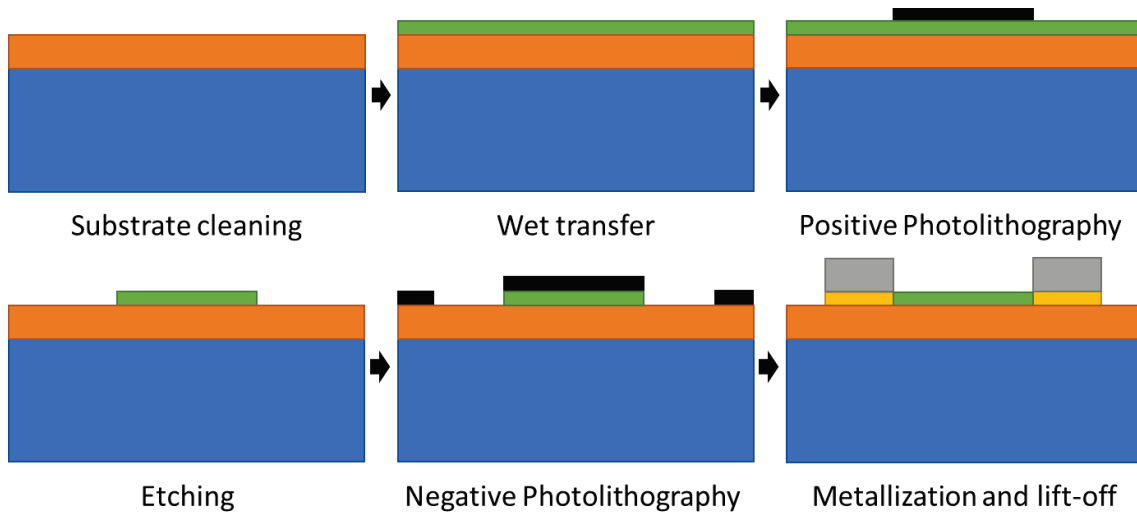 Substrate cleaning
Wet transfer
Positive Photolithography
Etching
Negative Photolithography
Metallization and lift-off